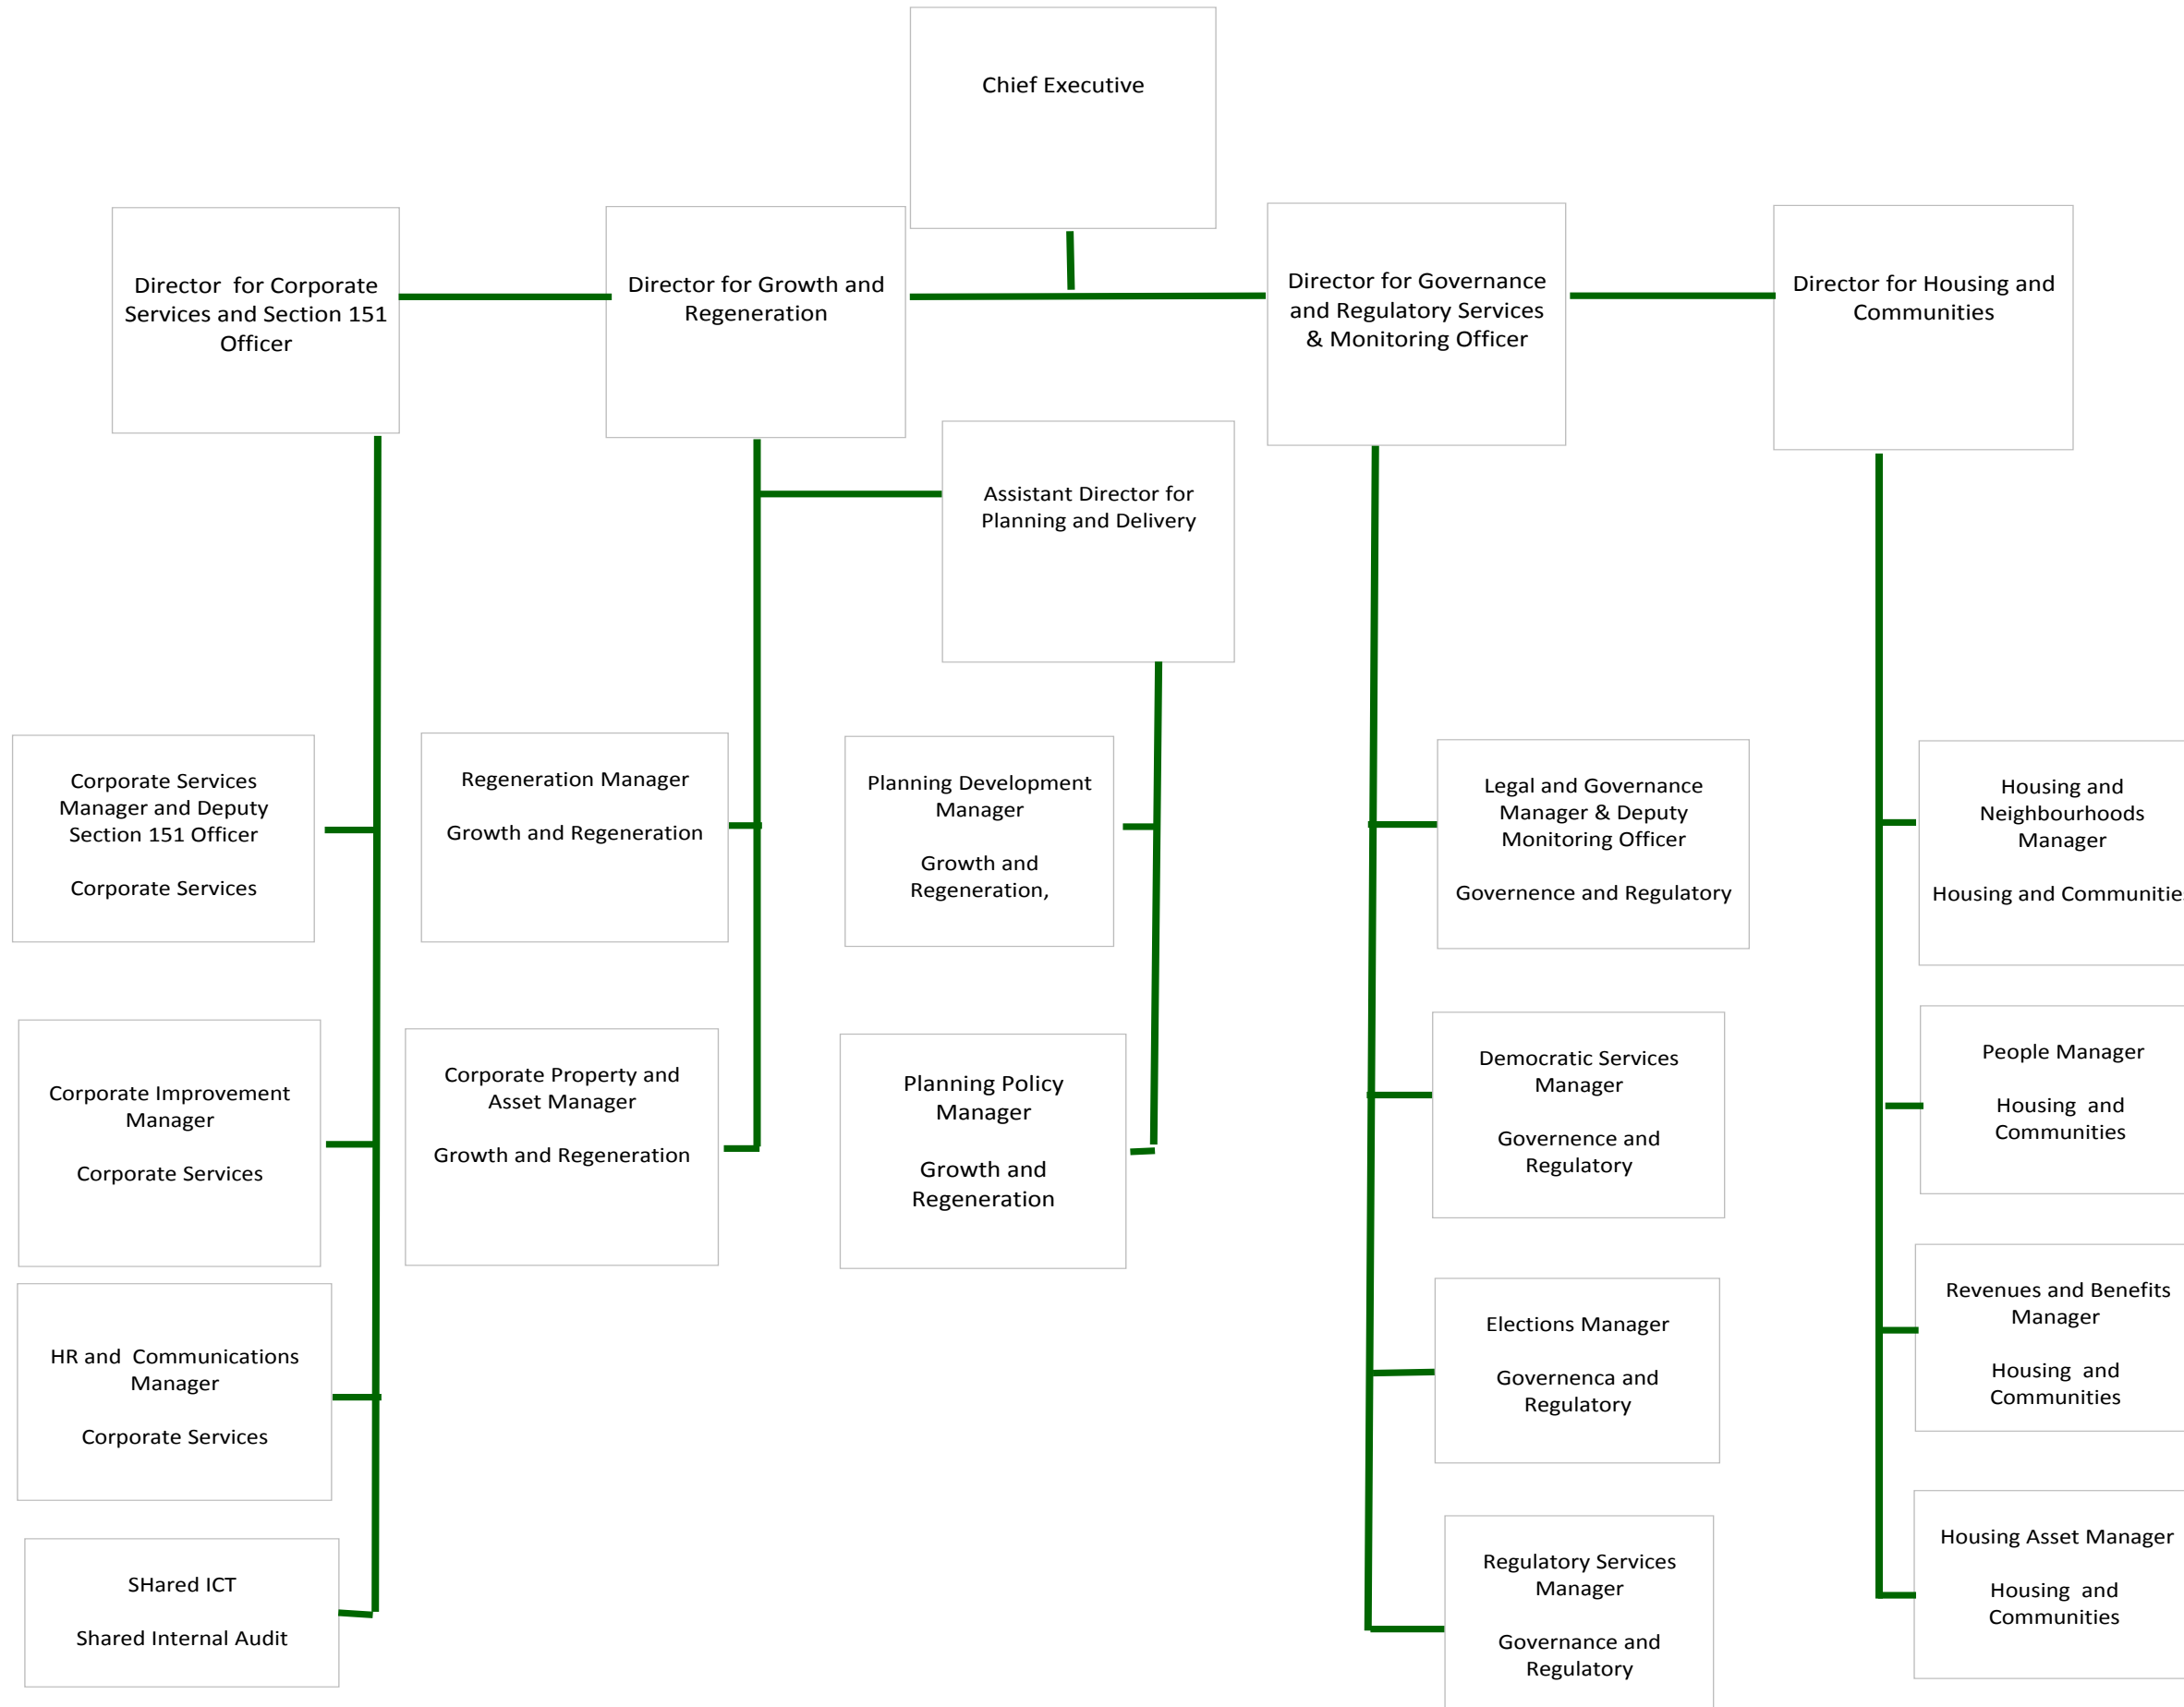 Chief Executive
Director  for Corporate
Services and Section 151
Officer
Director for Growth and
Regeneration
Director for Governance
and Regulatory Services
& Monitoring Officer
Director for Housing and
Communities
Assistant Director for
Planning and Delivery
Corporate Services
Manager and Deputy
Section 151 Officer
Corporate Services
Regeneration Manager
Growth and Regeneration
Planning Development
Manager
Growth and
Regeneration,
Legal and Governance
Manager & Deputy
Monitoring Officer
Governence and Regulatory
Housing and
Neighbourhoods
Manager
Housing and Communitie
Corporate Improvement
Manager
Corporate Services
Corporate Property and
Asset Manager
Growth and Regeneration
Planning Policy
Manager
Growth and
Regeneration
Democratic Services
Manager
Governence and
Regulatory
People Manager
Housing  and
Communities
HR and  Communications
Manager
Corporate Services
Elections Manager
Governenca and
Regulatory
Revenues and Benefits
Manager
Housing  and
Communities
SHared ICT
Shared Internal Audit
Regulatory Services
Manager
Governance and
Regulatory
Housing Asset Manager
Housing  and
Communities